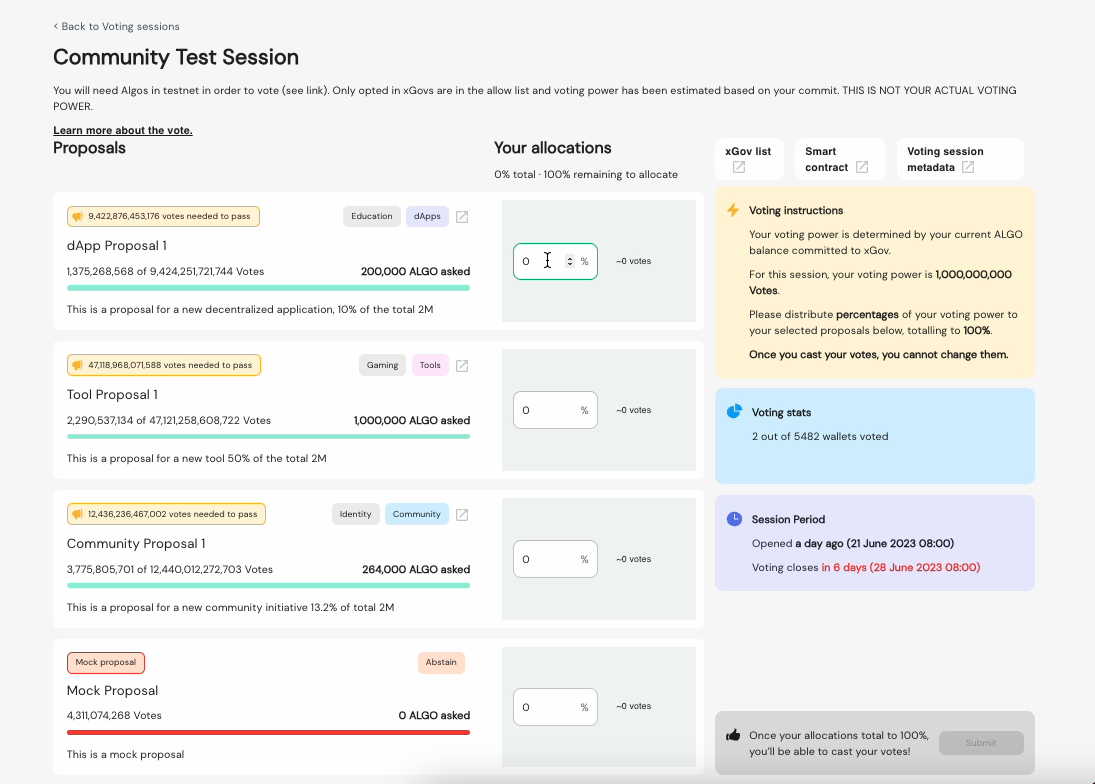 < Back to Voting sessions
Community Test Session
You will need Algos in testnet in order to vote (see link). Only opted in xGovs are in the allow list and voting power has been estimated based on your commit. THIS IS NOT YOUR ACTUAL VOTING
POWER.
Learn more about the vote.
Proposals
Your allocations
0% total · 100% remaining to allocate
9,422,876,453,176 votes needed to pass
Education
dApps
dApp Proposal 1
1,375,268,568 of 9,424,251,721,744 Votes
200,000 ALGO asked
This is a proposal for a new decentralized application, 10% of the total 2M
0 %
~0 votes
47,118,968,071,588 votes needed to pass
Gaming
Tools
Tool Proposal 1
2,290,537,134 of 47,121,258,608,722 Votes
1,000,000 ALGO asked
This is a proposal for a new tool 50% of the total 2M
0 %
~0 votes
12,436,236,467,002 votes needed to pass
Identity
Community
Community Proposal 1
3,775,805,701 of 12,440,012,272,703 Votes
264,000 ALGO asked
This is a proposal for a new community initiative 13.2% of total 2M
0 %
~0 votes
Mock proposal
Abstain
Mock Proposal
4,311,074,268 Votes
0 ALGO asked
This is a mock proposal
0 %
~0 votes
xGov list
Smart
contract
Voting session
metadata
Voting instructions
Your voting power is determined by your current ALGO
balance committed to xGov.
For this session, your voting power is 1,000,000,000
Votes.
Please distribute percentages of your voting power to
your selected proposals below, totalling to 100%.
Once you cast your votes, you cannot change them.
Voting stats
2 out of 5482 wallets voted
Session Period
Opened a day ago (21 June 2023 08:00)
Voting closes in 6 days (28 June 2023 08:00)
Once your allocations total to 100%,
you'll be able to cast your votes!
Submit